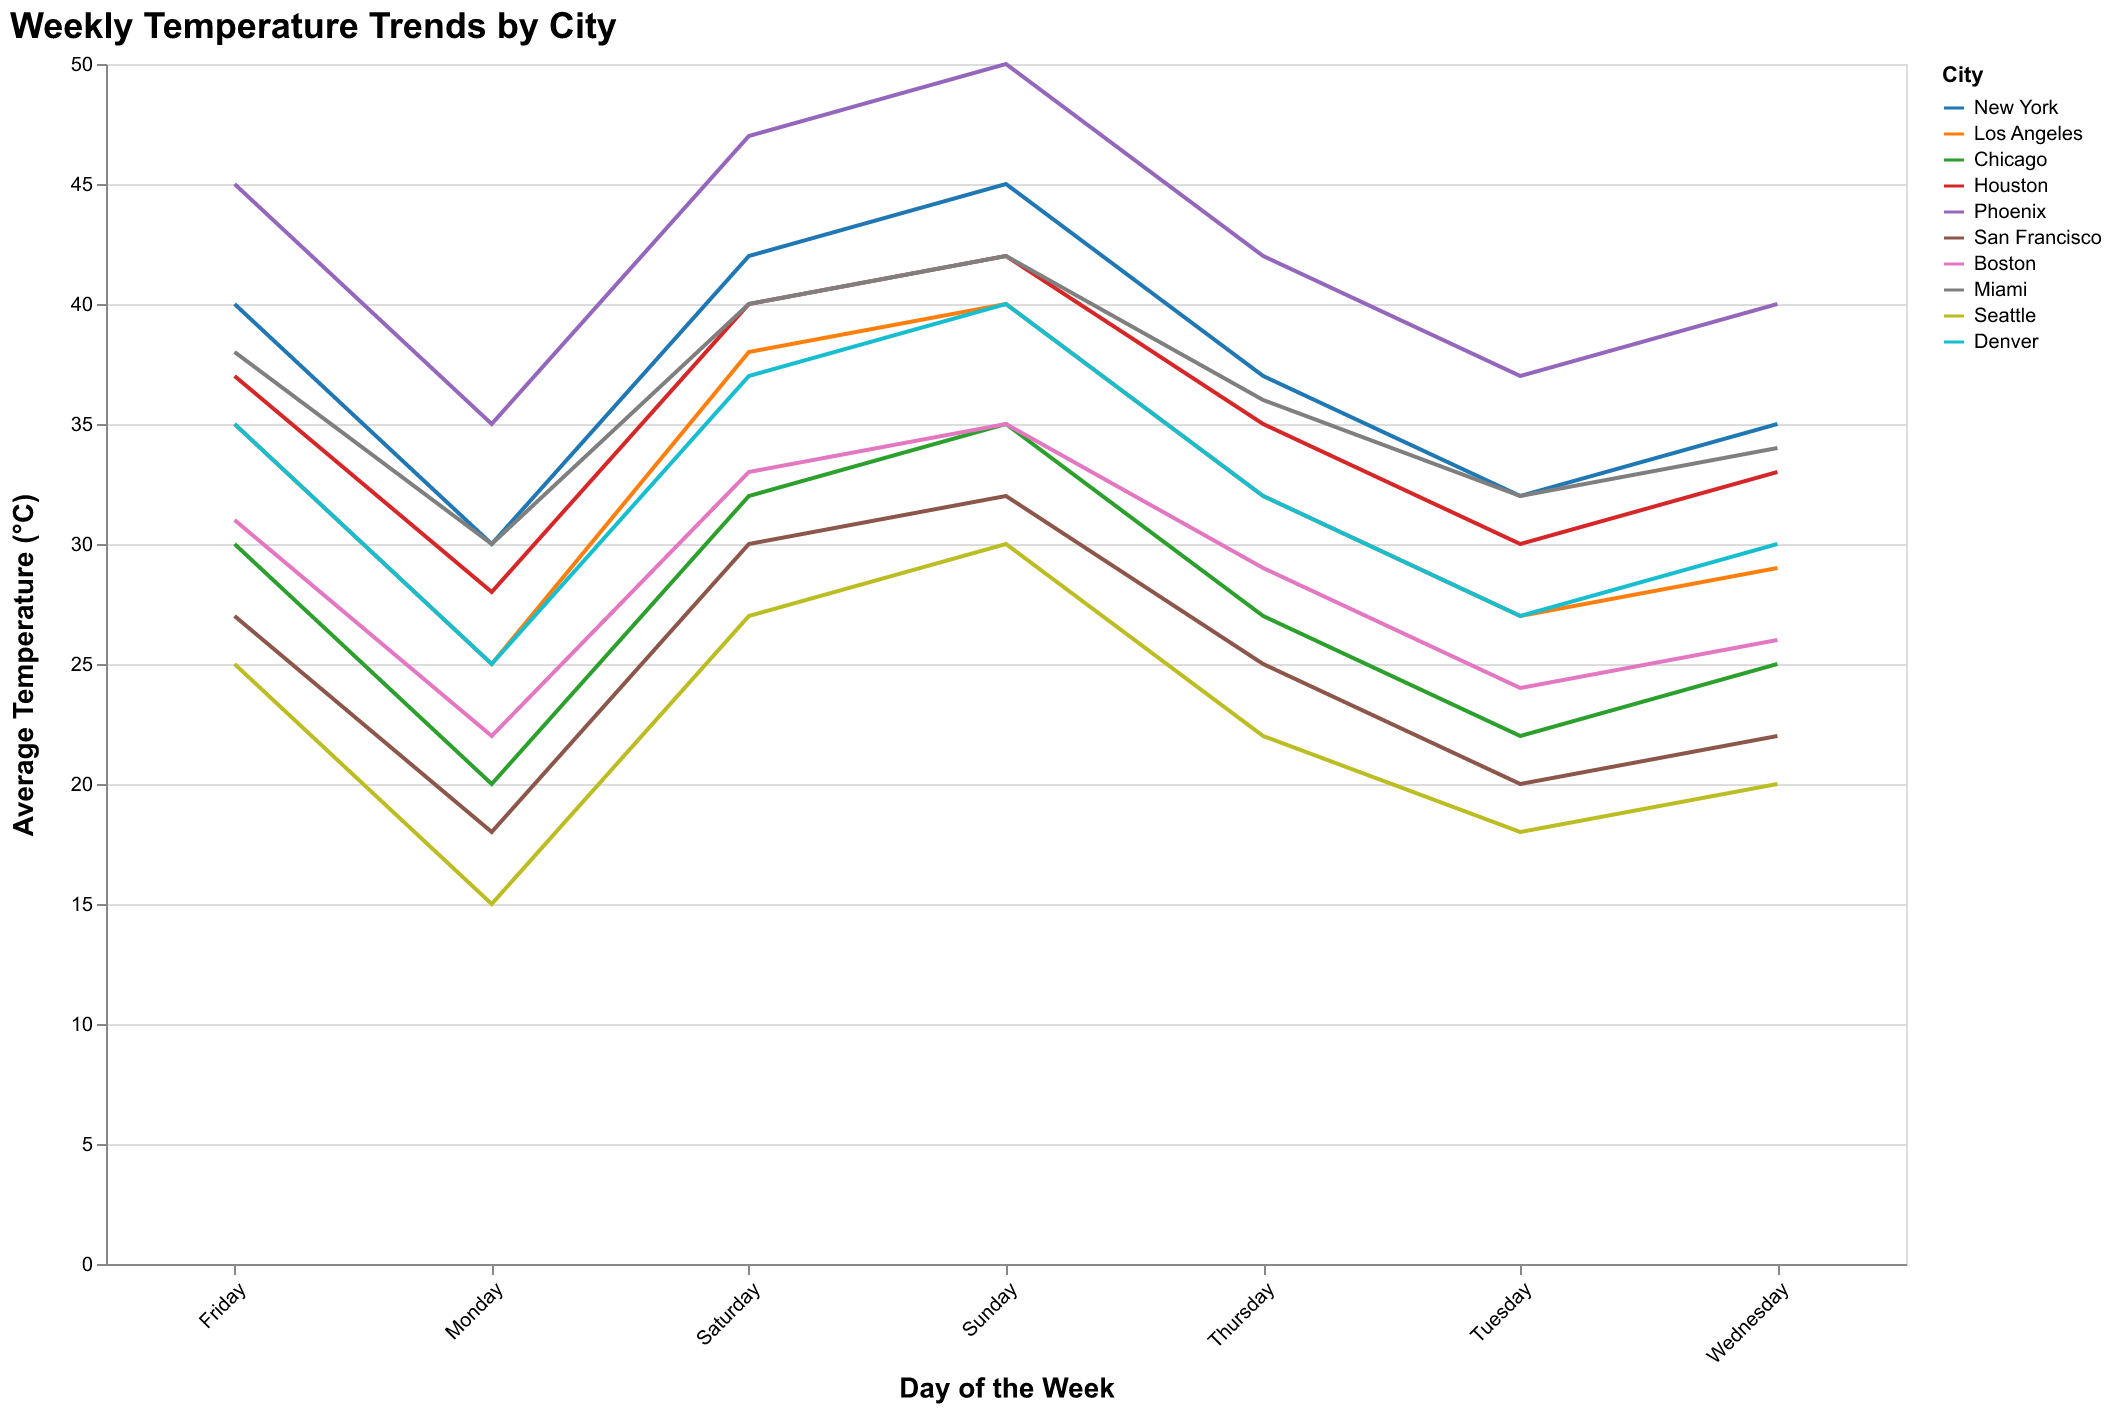 Weekly Temperature Trends by City
50
45
40
35
30
25
20
15
10
5
0
Average Temperature (°C)
Friday
Monday
Saturday
Sunday
Thursday
Tuesday
Wednesday
Day of the Week
City
New York
Los Angeles
Chicago
Houston
Phoenix
San Francisco
Boston
Miami
Seattle
Denver